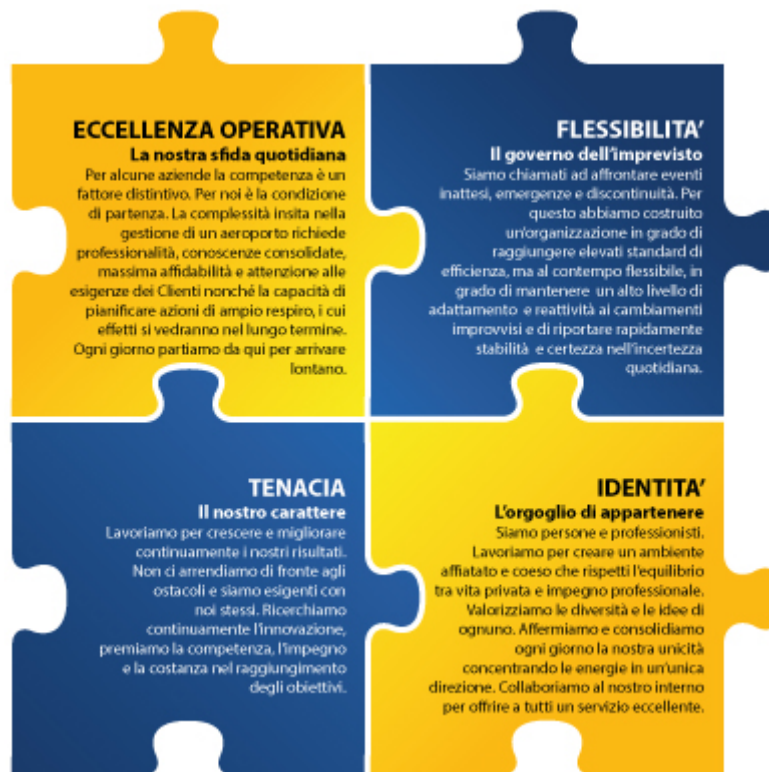 ECCELLENZA OPERATIVA
La nostra sfida quotidiana
Per alcune aziende la competenza è un
fattore distintivo. Per noi è la condizione
di partenza. La complessità insita nella
gestione di un aeroporto richiede
professionalità, conoscenze consolidate,
massima affidabilità e attenzione alle
esigenze dei Clienti nonché la capacità di
pianificare azioni di ampio respiro, i cui
effetti si vedranno nel lungo termine.
Ogni giorno partiamo da qui per arrivare
lontano.
FLESSIBILITA’
Il governo dell’imprevisto
Siamo chiamati ad affrontare eventi
inattesi, emergenze e discontinuità. Per
questo abbiamo costruito
un’organizzazione in grado di
raggiungere elevati standard di
efficienza, ma al contempo flessibile, in
grado di mantenere un alto livello di
adattamento e reattività ai cambiamenti
improvvisi e di riportare rapidamente
stabilità e certezza nell’incertezza
quotidiana.
TENACIA
Il nostro carattere
Lavoriamo per crescere e migliorare
continuamente i nostri risultati.
Non ci arrendiamo di fronte agli
ostacoli e siamo esigenti con
noi stessi. Ricerchiamo
continuamente l’innovazione,
premiamo la competenza, l’impegno
e la costanza nel raggiungimento
degli obiettivi.
IDENTITA’
L’orgoglio di appartenere
Siamo persone e professionisti.
Lavoriamo per creare un ambiente
affiatato e coeso che rispetti l’equilibrio
tra vita privata e impegno professionale.
Valorizziamo le diversità e le idee di
ognuno. Affermiamo e consolidiamo
ogni giorno la nostra unicità
concentrando le energie in un’unica
direzione. Collaboriamo al nostro interno
per offrire a tutti un servizio eccellente.